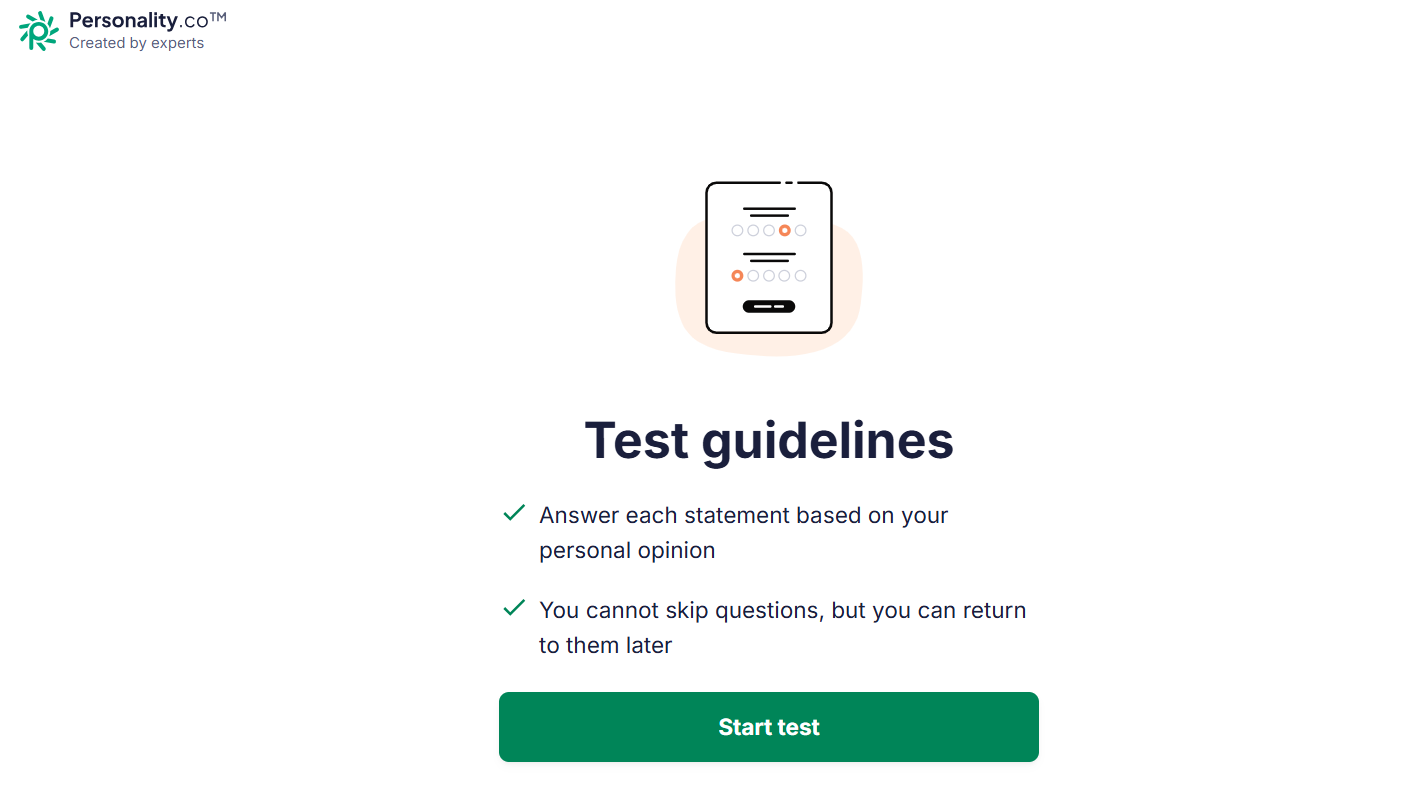 Personality.co™
Created by experts
Test guidelines
Answer each statement based on your
personal opinion
You cannot skip questions, but you can return
to them later
Start test